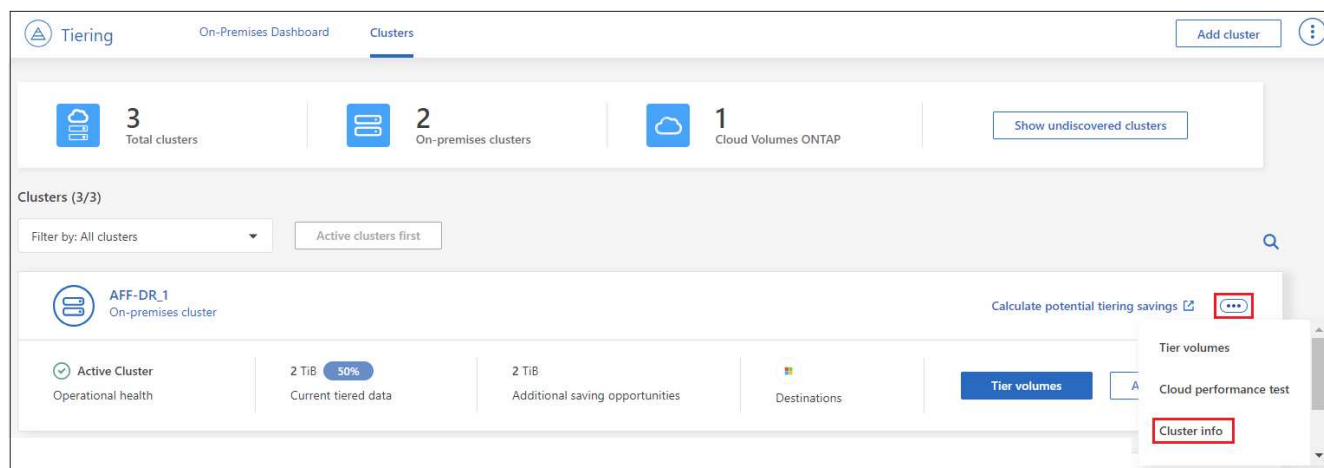 Tiering
On-Premises Dashboard
Clusters
Add cluster
3
Total clusters
2
On-premises clusters
1
Cloud Volumes ONTAP
Show undiscovered clusters
Clusters (3/3)
Filter by: All clusters
Active clusters first
AFF-DR_1
On-premises cluster
Calculate potential tiering savings
Active Cluster
Operational health
2 TiB 50%
Current tiered data
2 TiB
Additional saving opportunities
Destinations
Tier volumes
A
Tier volumes
Cloud performance test
Cluster info